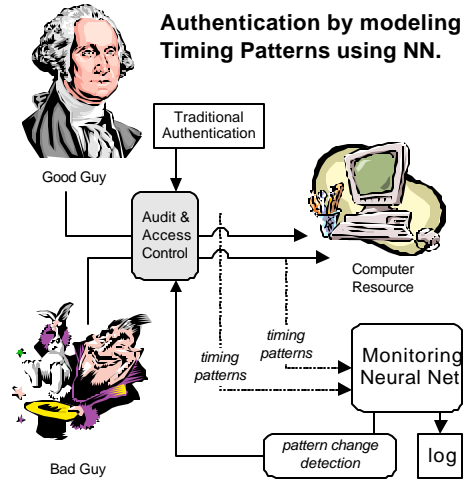 Authentication by modeling
Timing Patterns using NN.
Traditional
Authentication
Good Guy
Audit &
Access
Control
Computer
Resource
timing
patterns
timing
patterns
Monitoring
Neural Net
pattern change
detection
log
Bad Guy